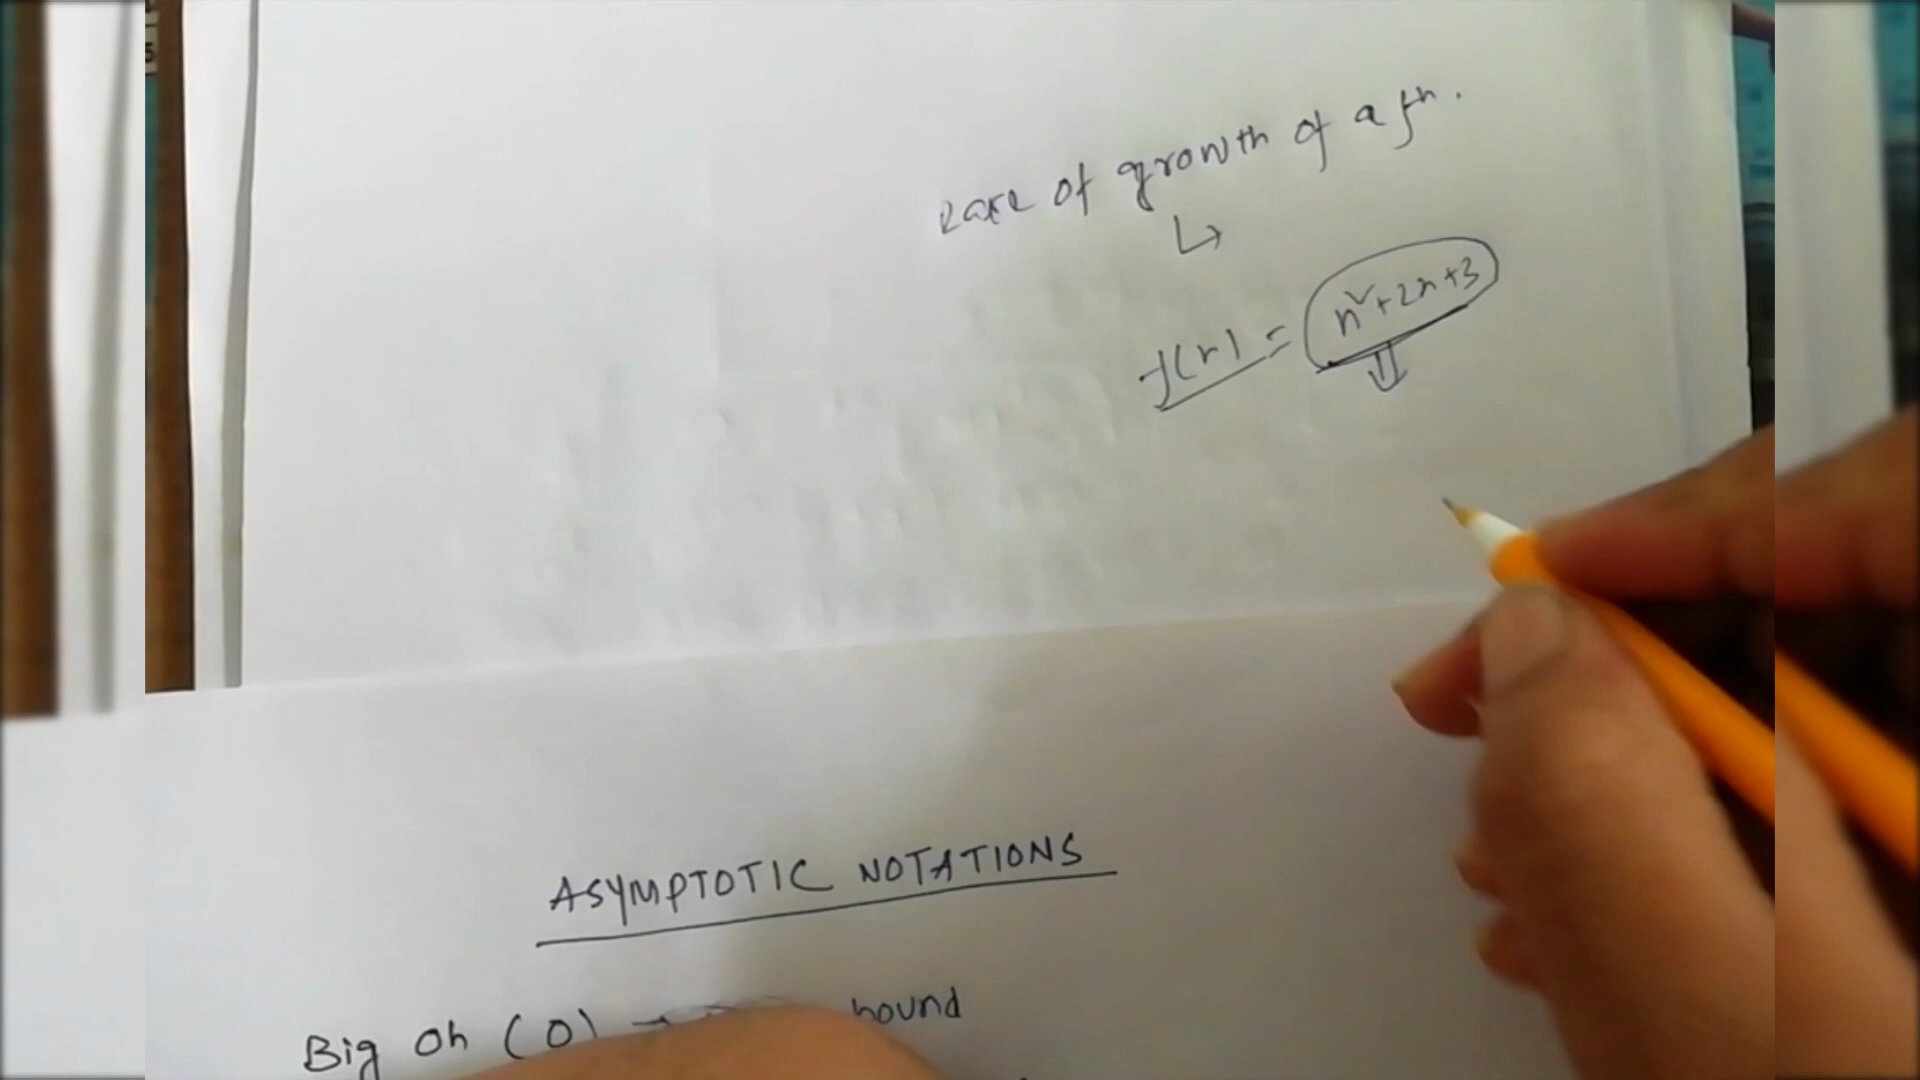 Rate of growth of a fn.
↳
f(n) = n²+2n+3
⇓
ASYMPTOTIC NOTATIONS
Big Oh (O) → bound